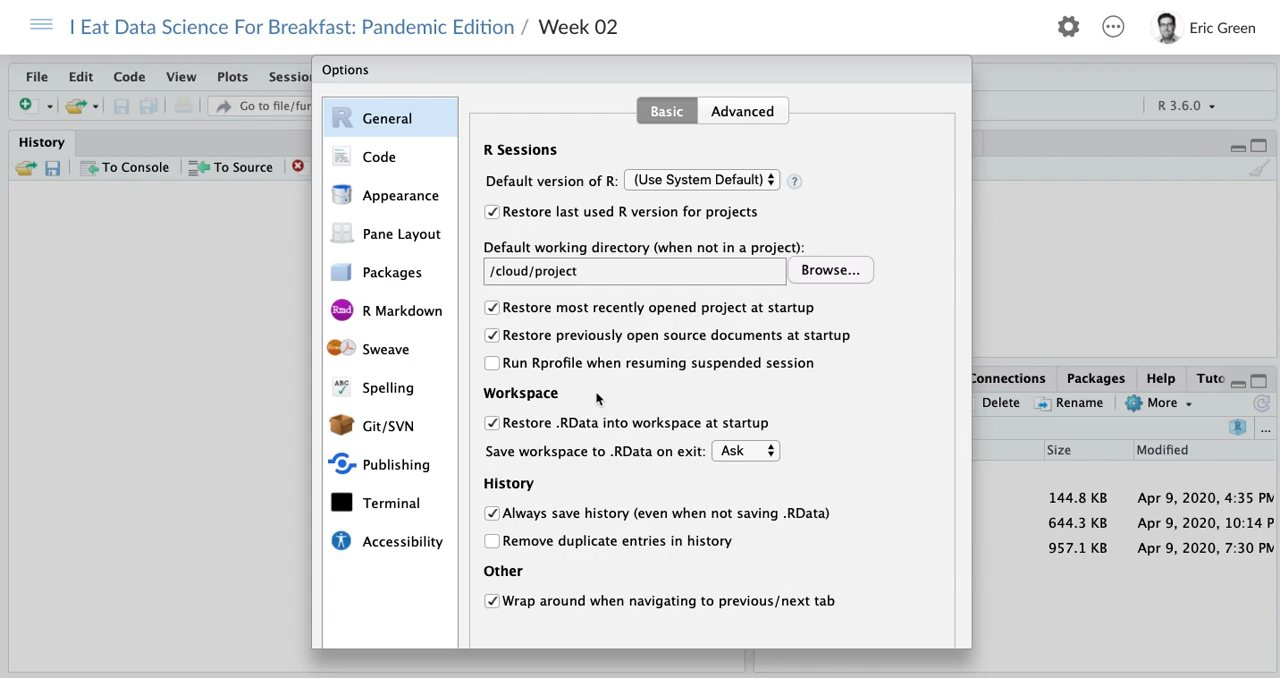 I Eat Data Science For Breakfast: Pandemic Edition / Week 02
Eric Green
File Edit Code View Plots Sessio
Go to file/fun
R 3.6.0
History
To Console To Source
Options
General
Code
Appearance
Pane Layout
Packages
R Markdown
Sweave
Spelling
Git/SVN
Publishing
Terminal
Accessibility
Basic Advanced
R Sessions
Default version of R: (Use System Default) ?
Restore last used R version for projects
Default working directory (when not in a project):
/cloud/project Browse...
Restore most recently opened project at startup
Restore previously open source documents at startup
Run Rprofile when resuming suspended session
Workspace
Restore .RData into workspace at startup
Save workspace to .RData on exit: Ask
History
Always save history (even when not saving .RData)
Remove duplicate entries in history
Other
Wrap around when navigating to previous/next tab
Connections Packages Help Tuto
Delete Rename More
...
Size Modified
144.8 KB Apr 9, 2020, 4:35 PM
644.3 KB Apr 9, 2020, 10:14 P
957.1 KB Apr 9, 2020, 7:30 PM